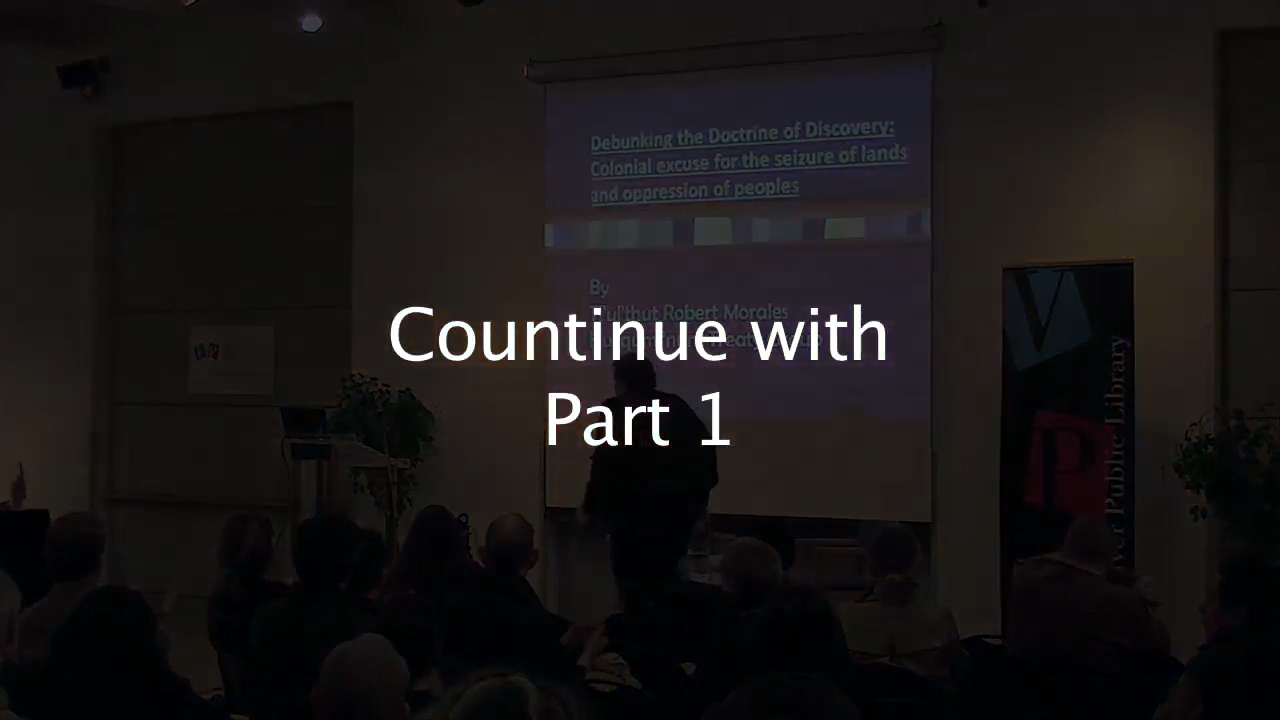 Debunking the Doctrine of Discovery:
Colonial excuse for the seizure of lands
and oppression of peoples
By
Robert Morales
Countinue with
Part 1
V
P
Public Library